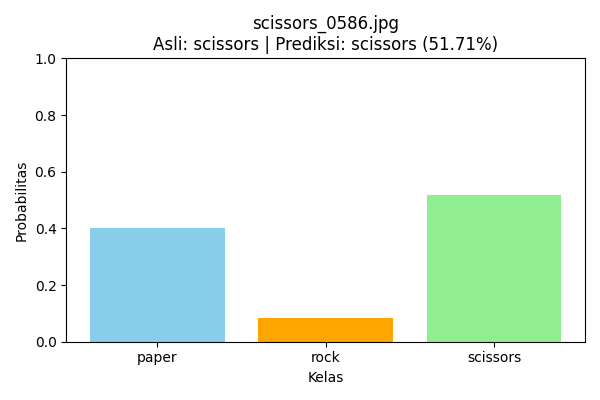 scissors_0586.jpg
Asli: scissors | Prediksi: scissors (51.71%)
1.0
0.8
0.6
0.4
0.2
0.0
Probabilitas
paper
rock
scissors
Kelas